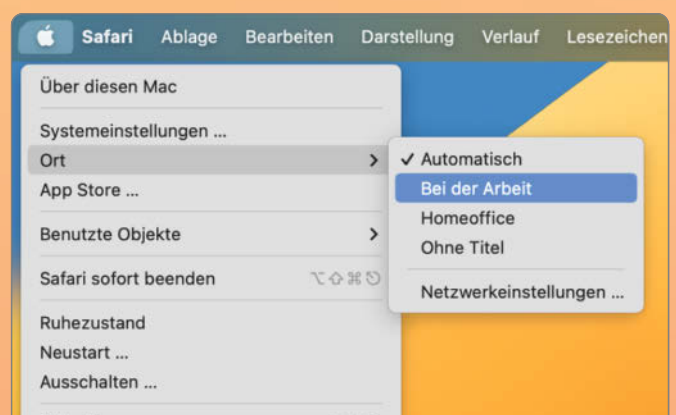 Safari Ablage Bearbeiten Darstellung Verlauf Lesezeichen
Über diesen Mac
Systemeinstellungen ...
Ort
App Store ...
Benutzte Objekte
Safari sofort beenden ⌥⇧⌘⎋
Ruhezustand
Neustart ...
Ausschalten ...
✓ Automatisch
Bei der Arbeit
Homeoffice
Ohne Titel
Netzwerkeinstellungen ...